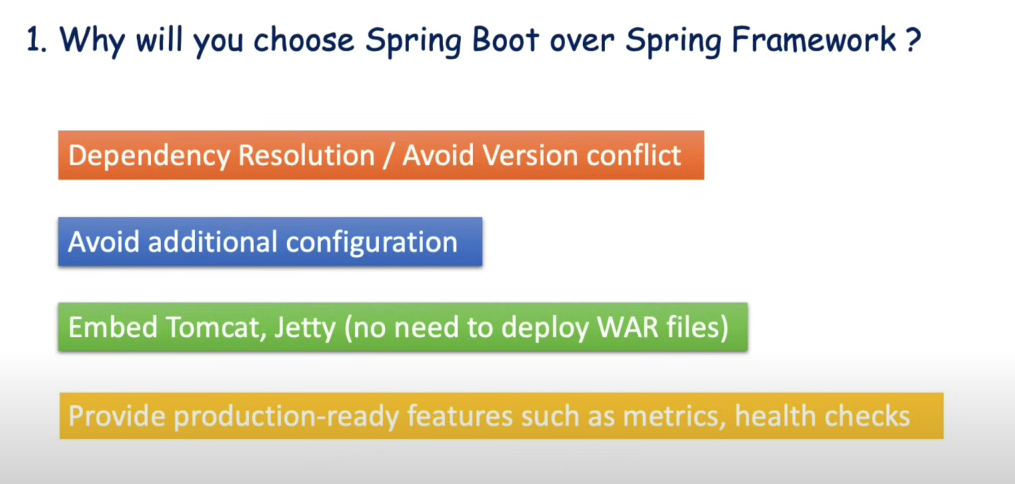 1. Why will you choose Spring Boot over Spring Framework ?
Dependency Resolution / Avoid Version conflict
Avoid additional configuration
Embed Tomcat, Jetty (no need to deploy WAR files)
Provide production-ready features such as metrics, health checks